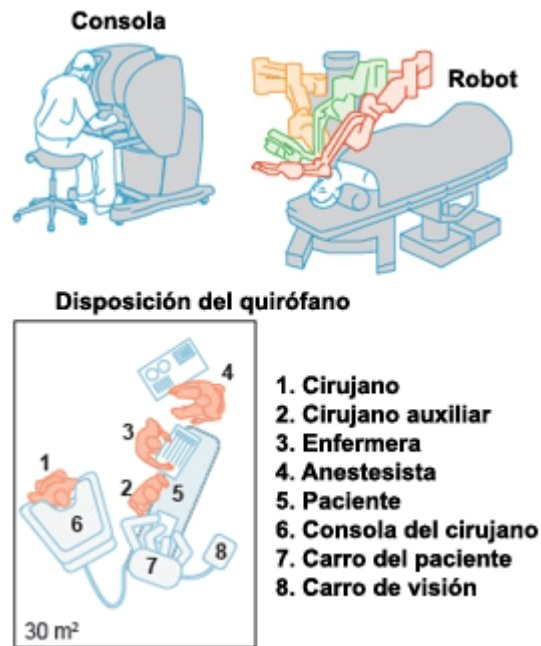 Consola
Robot
Disposición del quirófano
4
3
1
2
5
6
8
7
30 m²
1. Cirujano
2. Cirujano auxiliar
3. Enfermera
4. Anestesista
5. Paciente
6. Consola del cirujano
7. Carro del paciente
8. Carro de visión